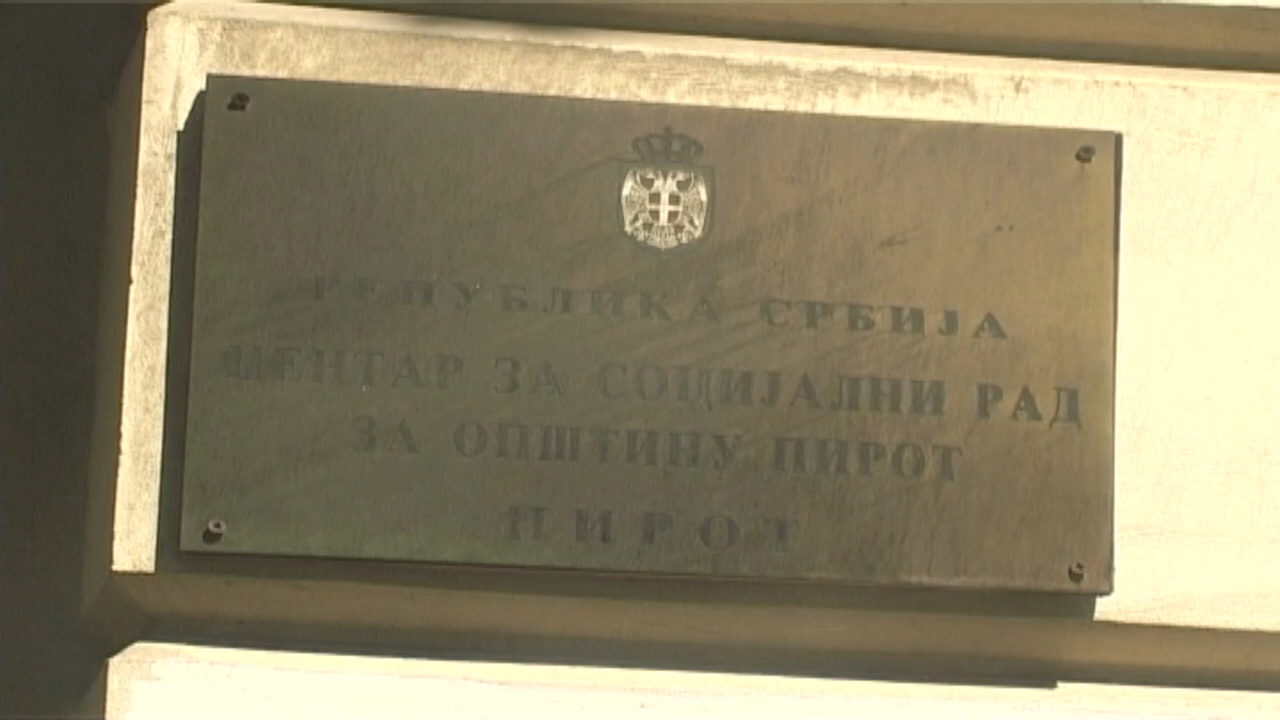 РЕПУБЛИКА СРБИЈА
ЦЕНТАР ЗА СОЦИЈАЛНИ РАД
ЗА ОПШТИНУ ПИРОТ
ПИРОТ